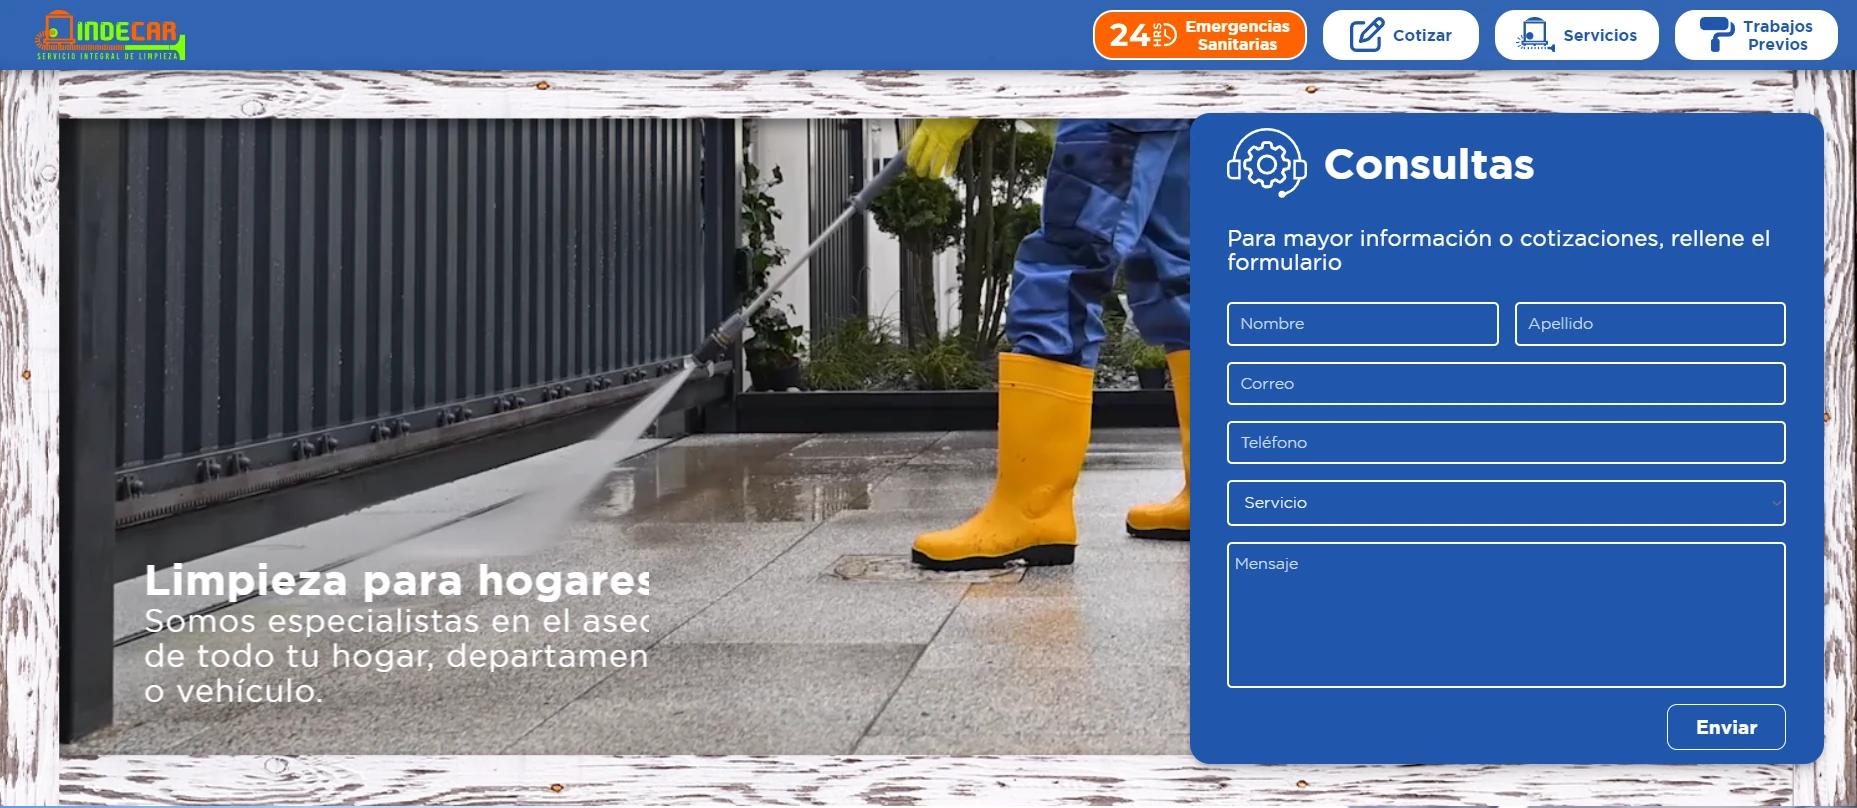 INDECAR
SERVICIO INTEGRAL DE LIMPIEZA
24 HRS
Emergencias
Sanitarias
Cotizar
Servicios
Trabajos
Previos
Consultas
Para mayor información o cotizaciones, rellene el
formulario
Nombre
Apellido
Correo
Teléfono
Servicio
Mensaje
Enviar
Limpieza para hogares
Somos especialistas en el aseo
de todo tu hogar, departamen
o vehículo.